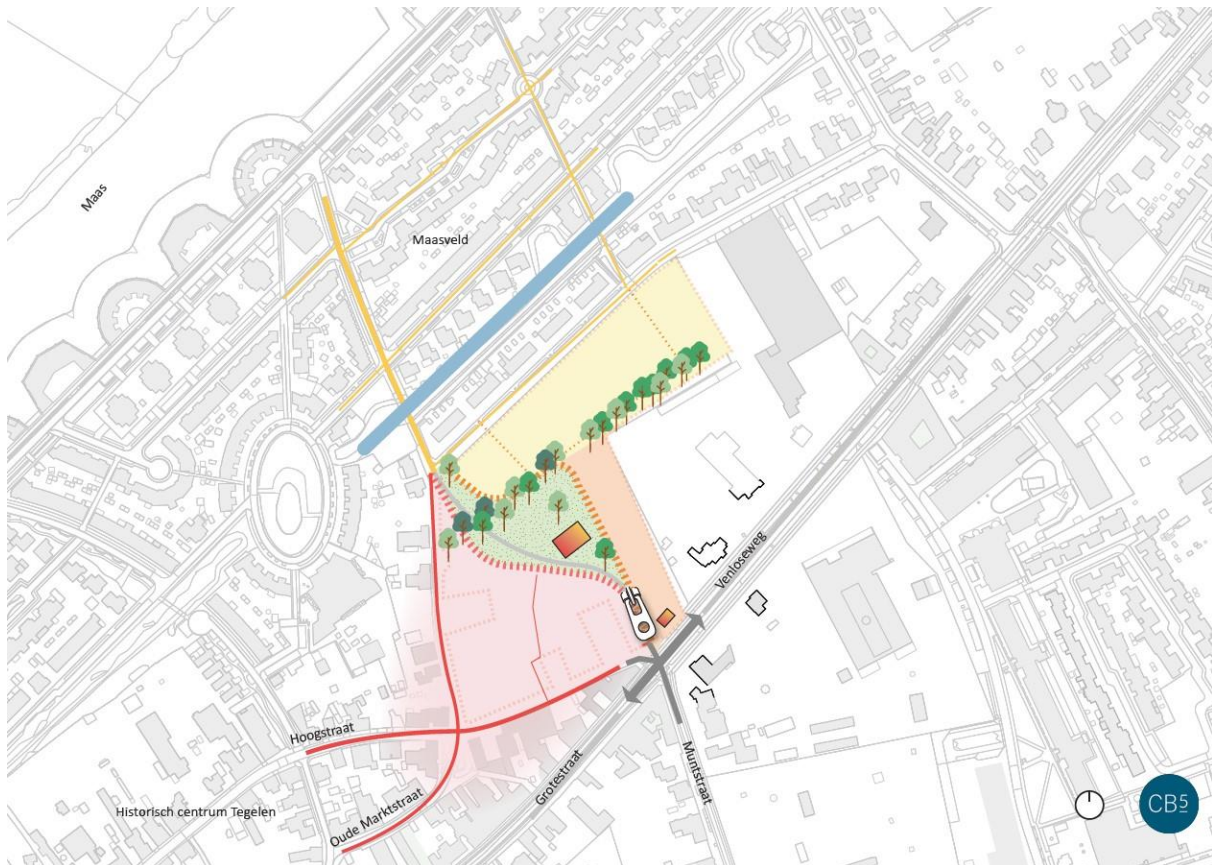 Maas
Maasveld
Venloseweg
Hoogstraat
Grotestraat
Muntstraat
Historisch centrum Tegelen
Oude Marktstraat
CB5